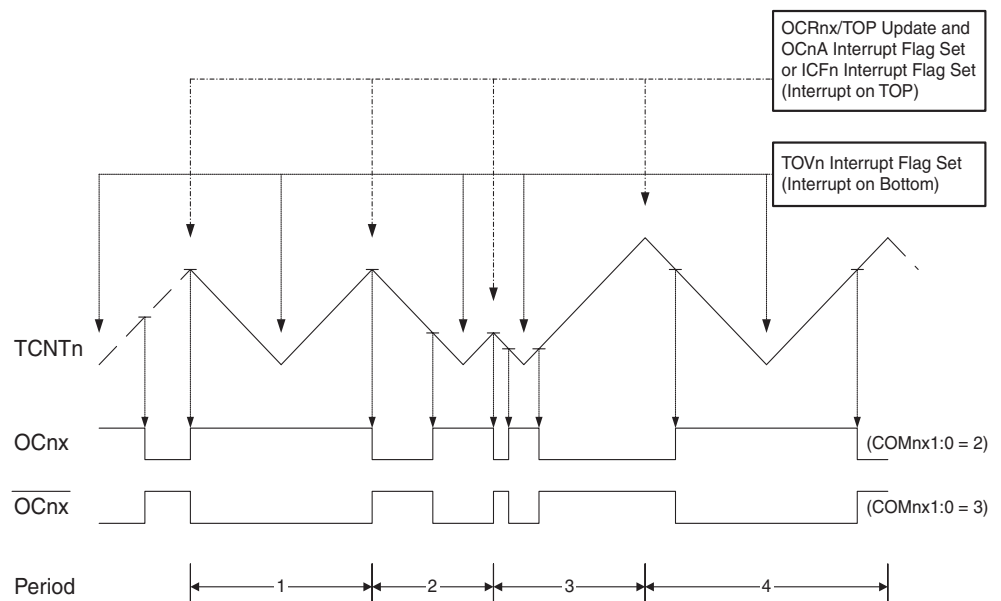 OCRnx/TOP Update and
OCnA Interrupt Flag Set
or ICFn Interrupt Flag Set
(Interrupt on TOP)
TOVn Interrupt Flag Set
(Interrupt on Bottom)
TCNTn
OCnx
(COMnx1:0 = 2)
OCnx
(COMnx1:0 = 3)
Period
1
2
3
4